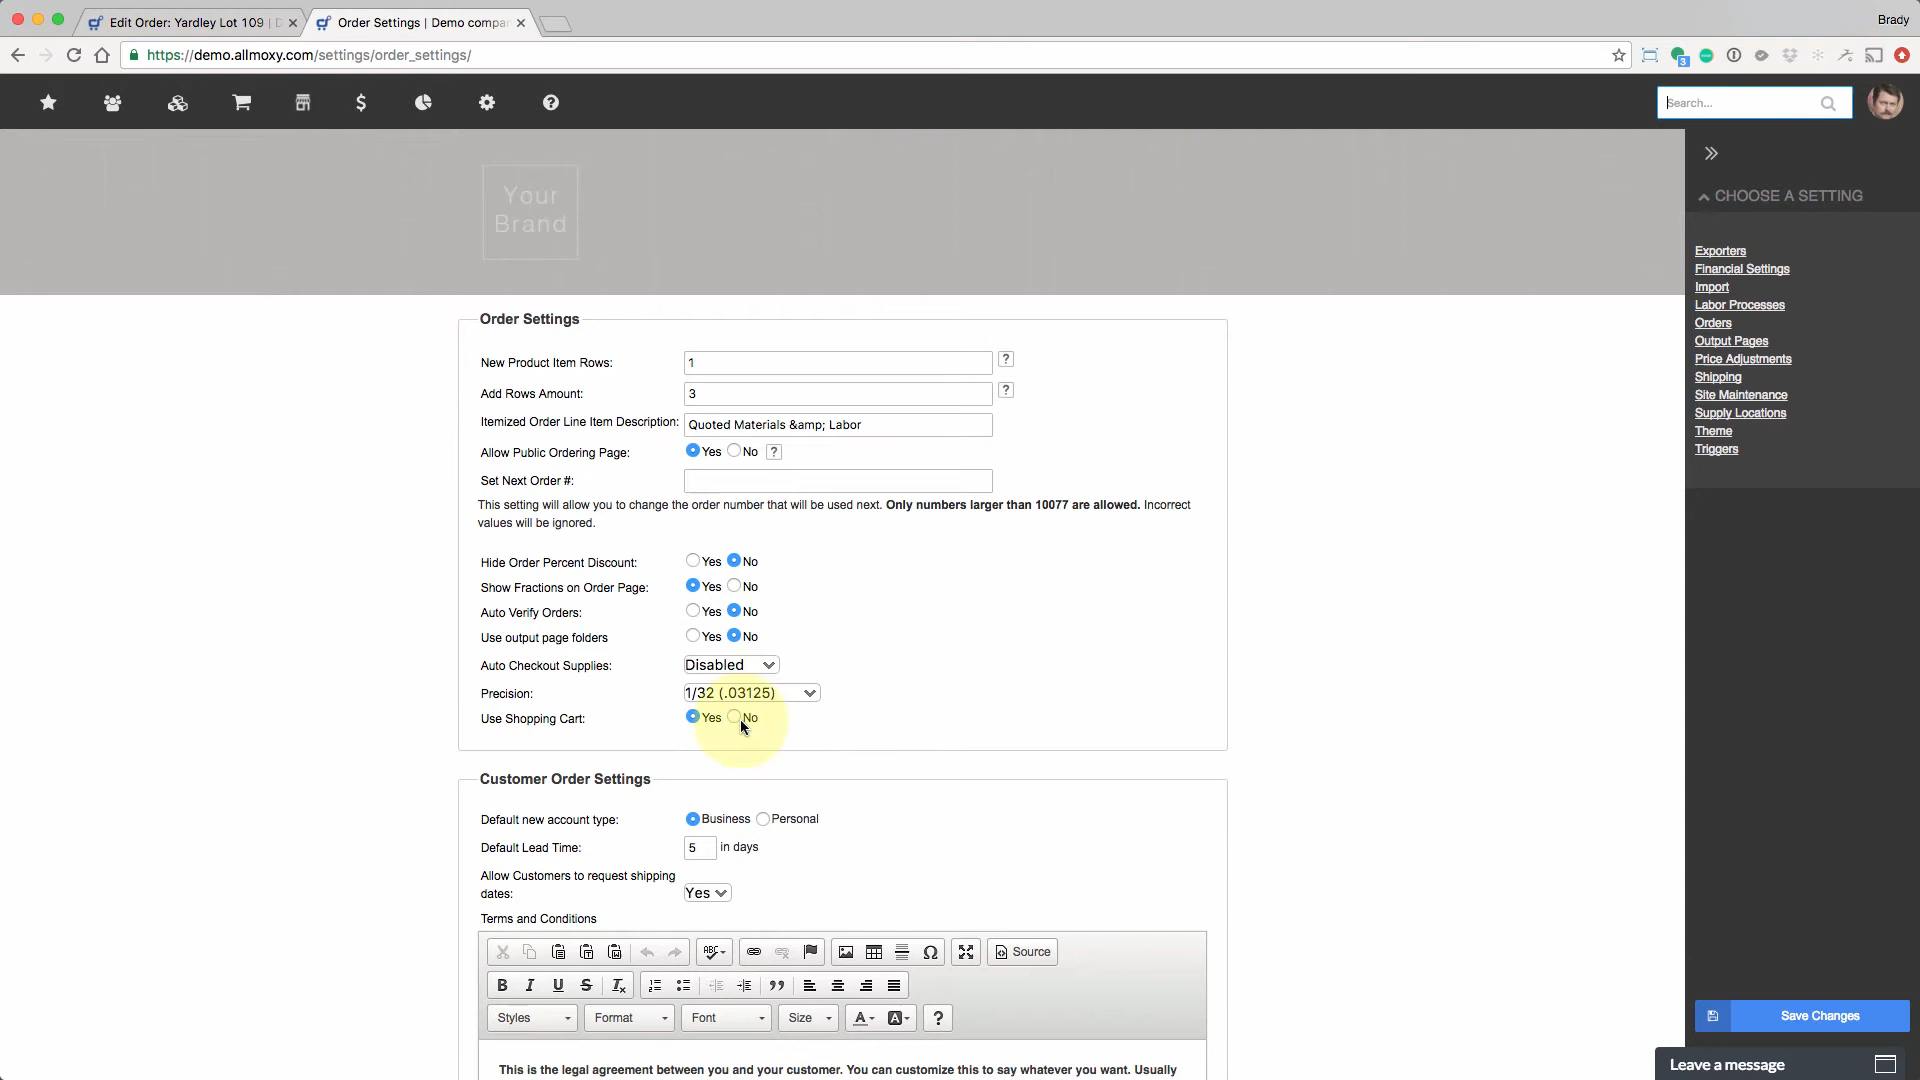 Edit Order: Yardley Lot 109 | D
Order Settings | Demo compan
Brady
https://demo.allmoxy.com/settings/order_settings/
3
Search...
Your
Brand
CHOOSE A SETTING
Exporters
Financial Settings
Import
Labor Processes
Orders
Output Pages
Price Adjustments
Shipping
Site Maintenance
Supply Locations
Theme
Triggers
Order Settings
New Product Item Rows: 1 ?
Add Rows Amount: 3 ?
Itemized Order Line Item Description: Quoted Materials &amp; Labor
Allow Public Ordering Page: Yes No ?
Set Next Order #:
This setting will allow you to change the order number that will be used next. Only numbers larger than 10077 are allowed. Incorrect
values will be ignored.
Hide Order Percent Discount: Yes No
Show Fractions on Order Page: Yes No
Auto Verify Orders: Yes No
Use output page folders Yes No
Auto Checkout Supplies: Disabled
Precision: 1/32 (.03125)
Use Shopping Cart: Yes No
Customer Order Settings
Default new account type: Business Personal
Default Lead Time: 5 in days
Allow Customers to request shipping
dates: Yes
Terms and Conditions
ABC Ω Source
B I U S Tx
Styles Format Font Size A A ?
This is the legal agreement between you and your customer. You can customize this to say whatever you want. Usually
Save Changes
Leave a message